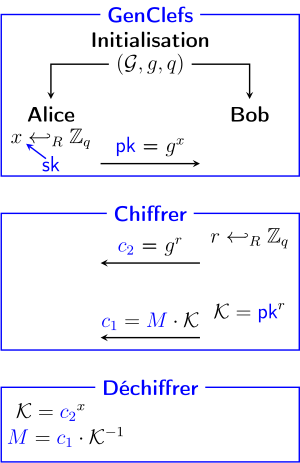 GenClefs
Initialisation
(𝒢, g, q)
Alice Bob
x ↩_R ℤ_q
pk = g^x
sk
Chiffrer
c_2 = g^r r ↩_R ℤ_q
c_1 = M · 𝒦 𝒦 = pk^r
Déchiffrer
𝒦 = c_2^x
M = c_1 · 𝒦^{-1}